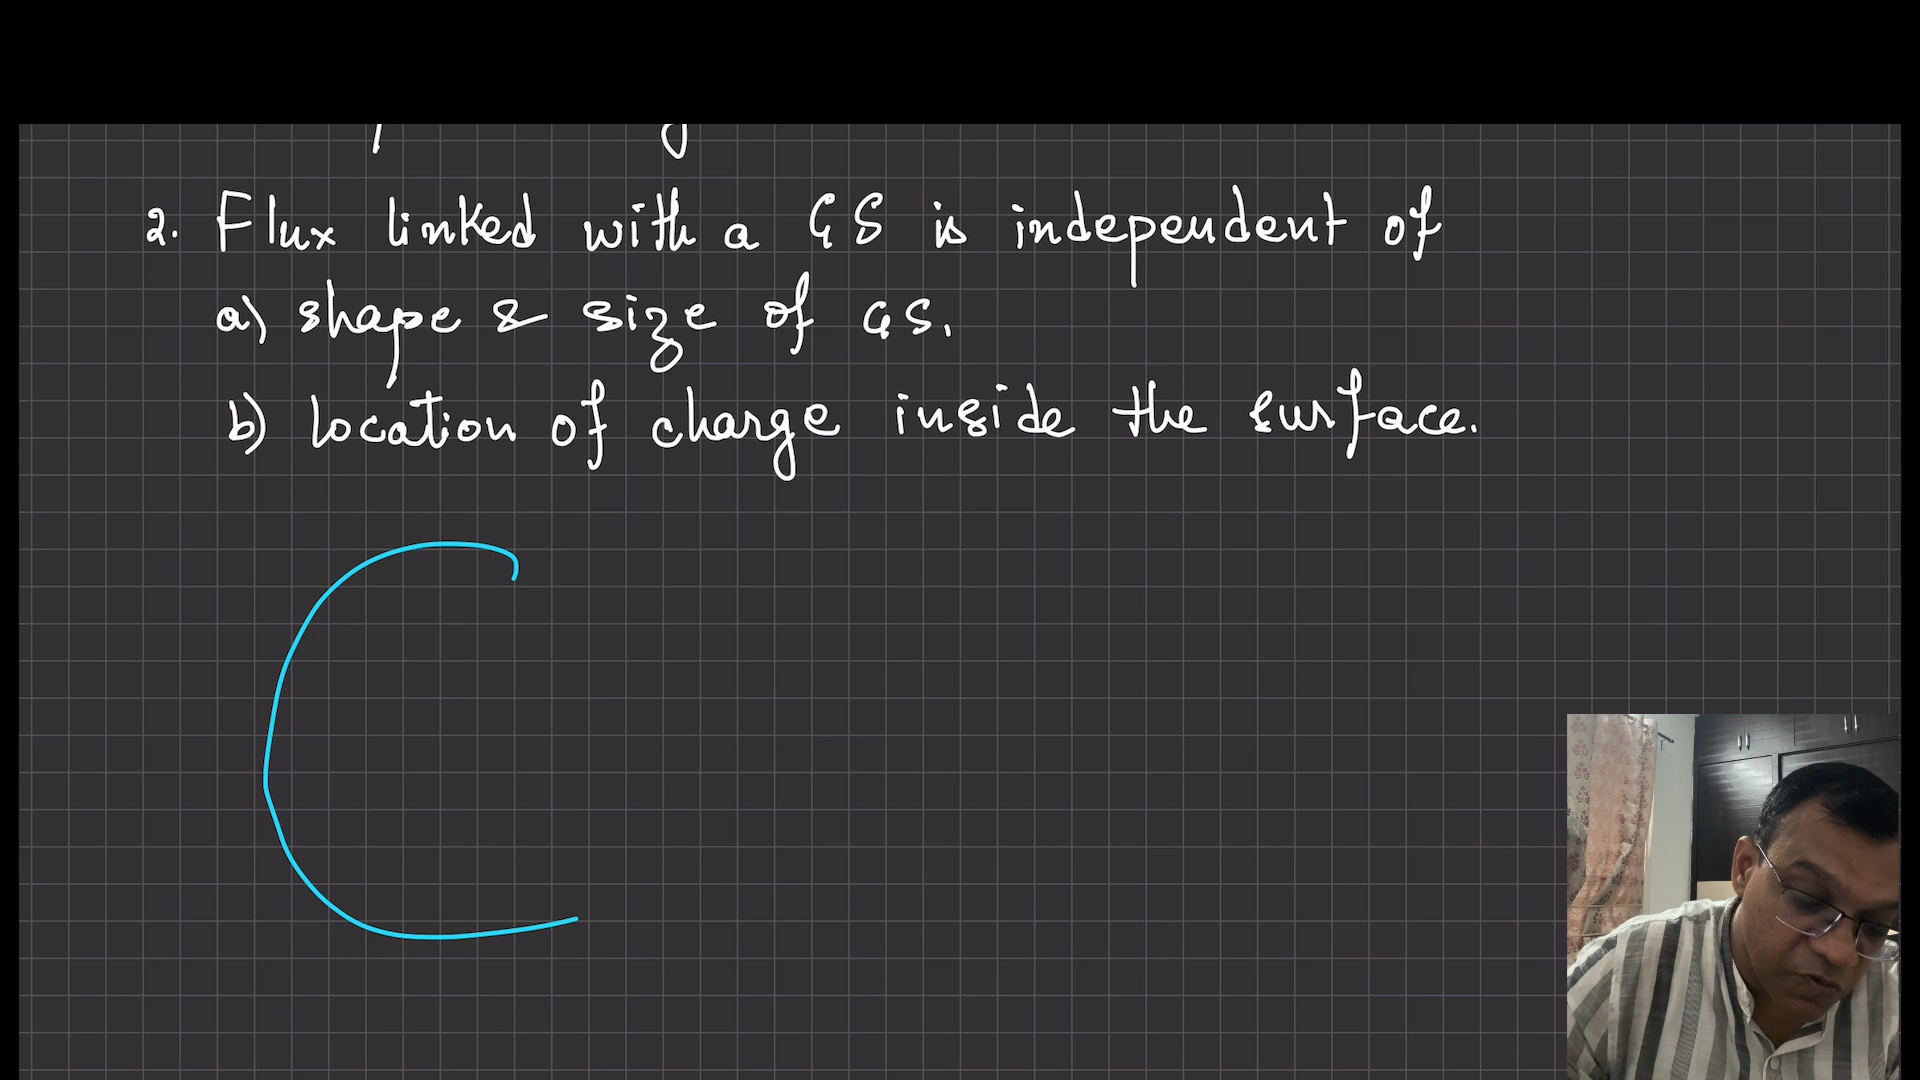 2. Flux linked with a GS is independent of
a) shape & size of GS.
b) location of charge inside the surface.